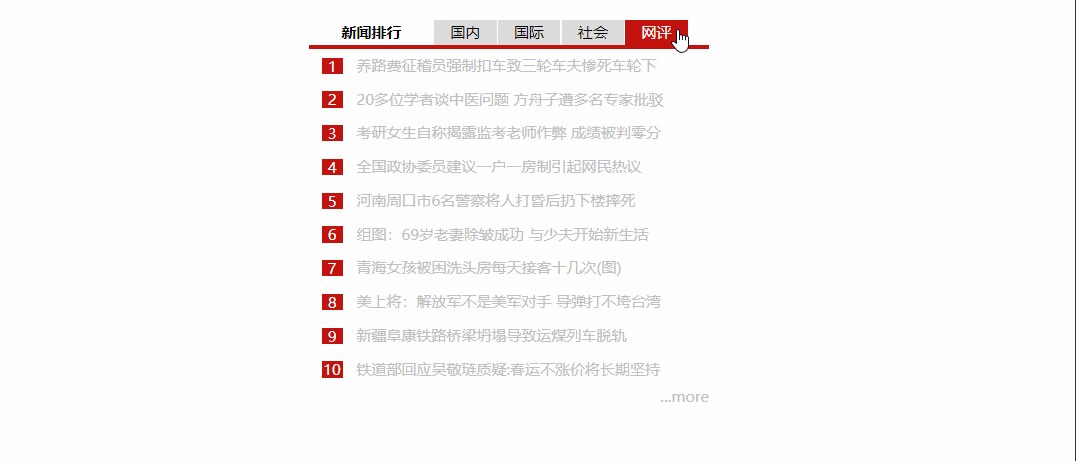 新闻排行 国内 国际 社会 网评
1 养路费征稽员强制扣车致三轮车夫惨死车轮下
2 20多位学者谈中医问题 方舟子遭多名专家批驳
3 考研女生自称揭露监考老师作弊 成绩被判零分
4 全国政协委员建议一户一房制引起网民热议
5 河南周口市6名警察将人打昏后扔下楼摔死
6 组图：69岁老妻除皱成功 与少夫开始新生活
7 青海女孩被困洗头房每天接客十几次(图)
8 美上将：解放军不是美军对手 导弹打不垮台湾
9 新疆阜康铁路桥梁坍塌导致运煤列车脱轨
10 铁道部回应吴敬琏质疑:春运不涨价将长期坚持
...more